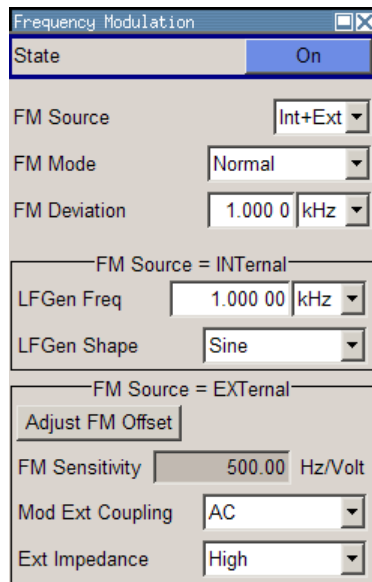 Frequency Modulation
State On
FM Source Int+Ext
FM Mode Normal
FM Deviation 1.000 0 kHz
FM Source = INTernal
LFGen Freq 1.000 00 kHz
LFGen Shape Sine
FM Source = EXTernal
Adjust FM Offset
FM Sensitivity 500.00 Hz/Volt
Mod Ext Coupling AC
Ext Impedance High